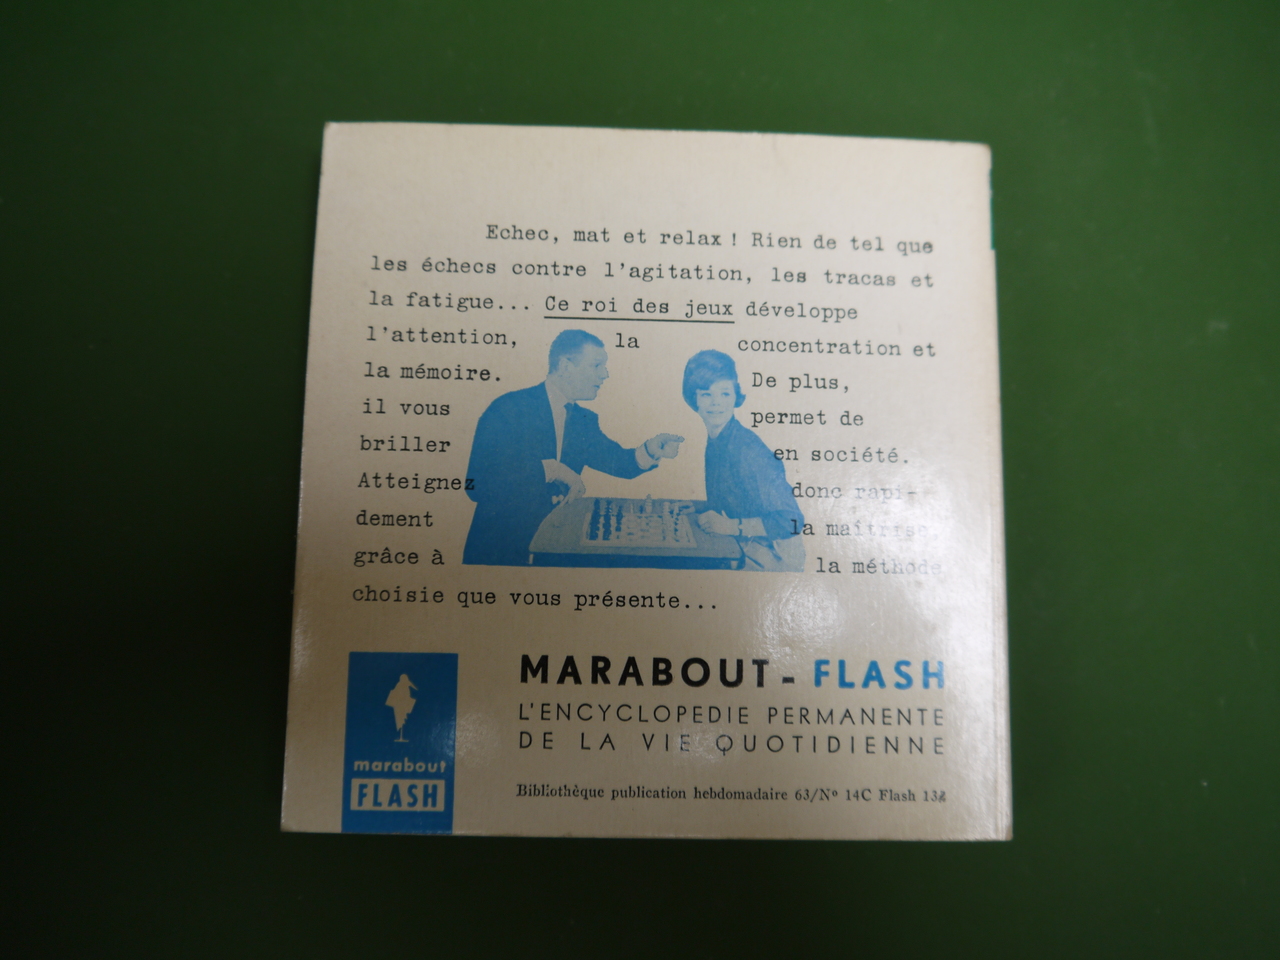 Echec, mat et relax ! Rien de tel que
les échecs contre l'agitation, les tracas et
la fatigue... Ce roi des jeux développe
l'attention, la concentration et
la mémoire. De plus,
il vous permet de
briller en société.
Atteignez donc rapi-
dement la maîtrise
grâce à la méthode
choisie que vous présente...
MARABOUT - FLASH
L'ENCYCLOPEDIE PERMANENTE
DE LA VIE QUOTIDIENNE
Bibliothèque publication hebdomadaire 63/Nº 14C Flash
marabout
FLASH